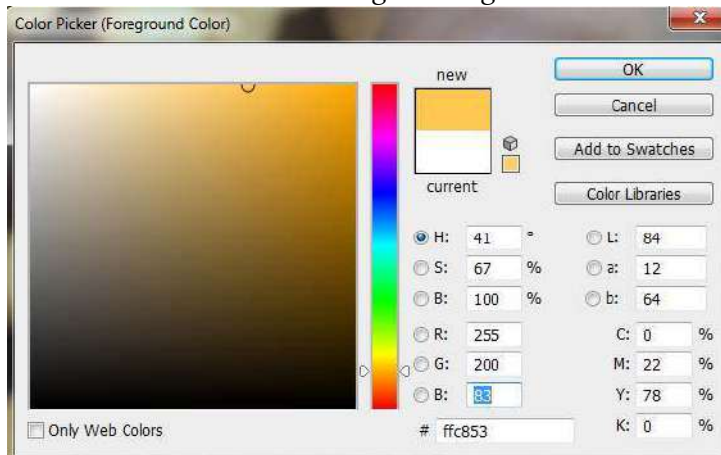 Color Picker (Foreground Color)
new
current
OK
Cancel
Add to Swatches
Color Libraries
H: 41 °
S: 67 %
B: 100 %
R: 255
G: 200
B: 83
# ffc853
L: 84
a: 12
b: 64
C: 0 %
M: 22 %
Y: 78 %
K: 0 %
Only Web Colors